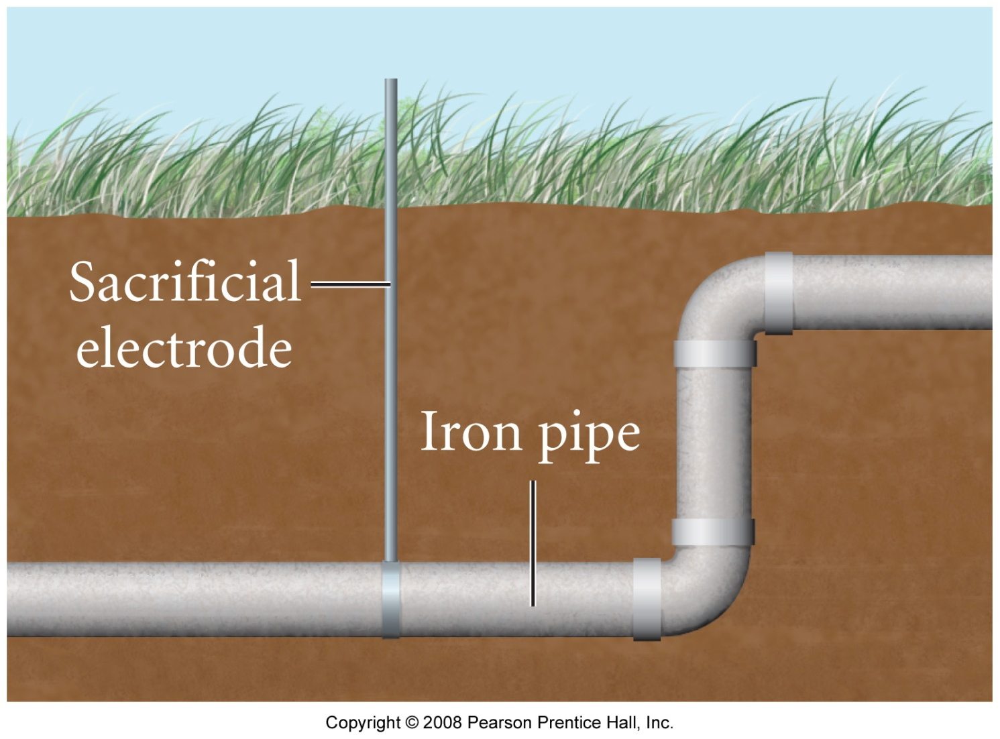 Sacrificial
electrode
Iron pipe
Copyright © 2008 Pearson Prentice Hall, Inc.